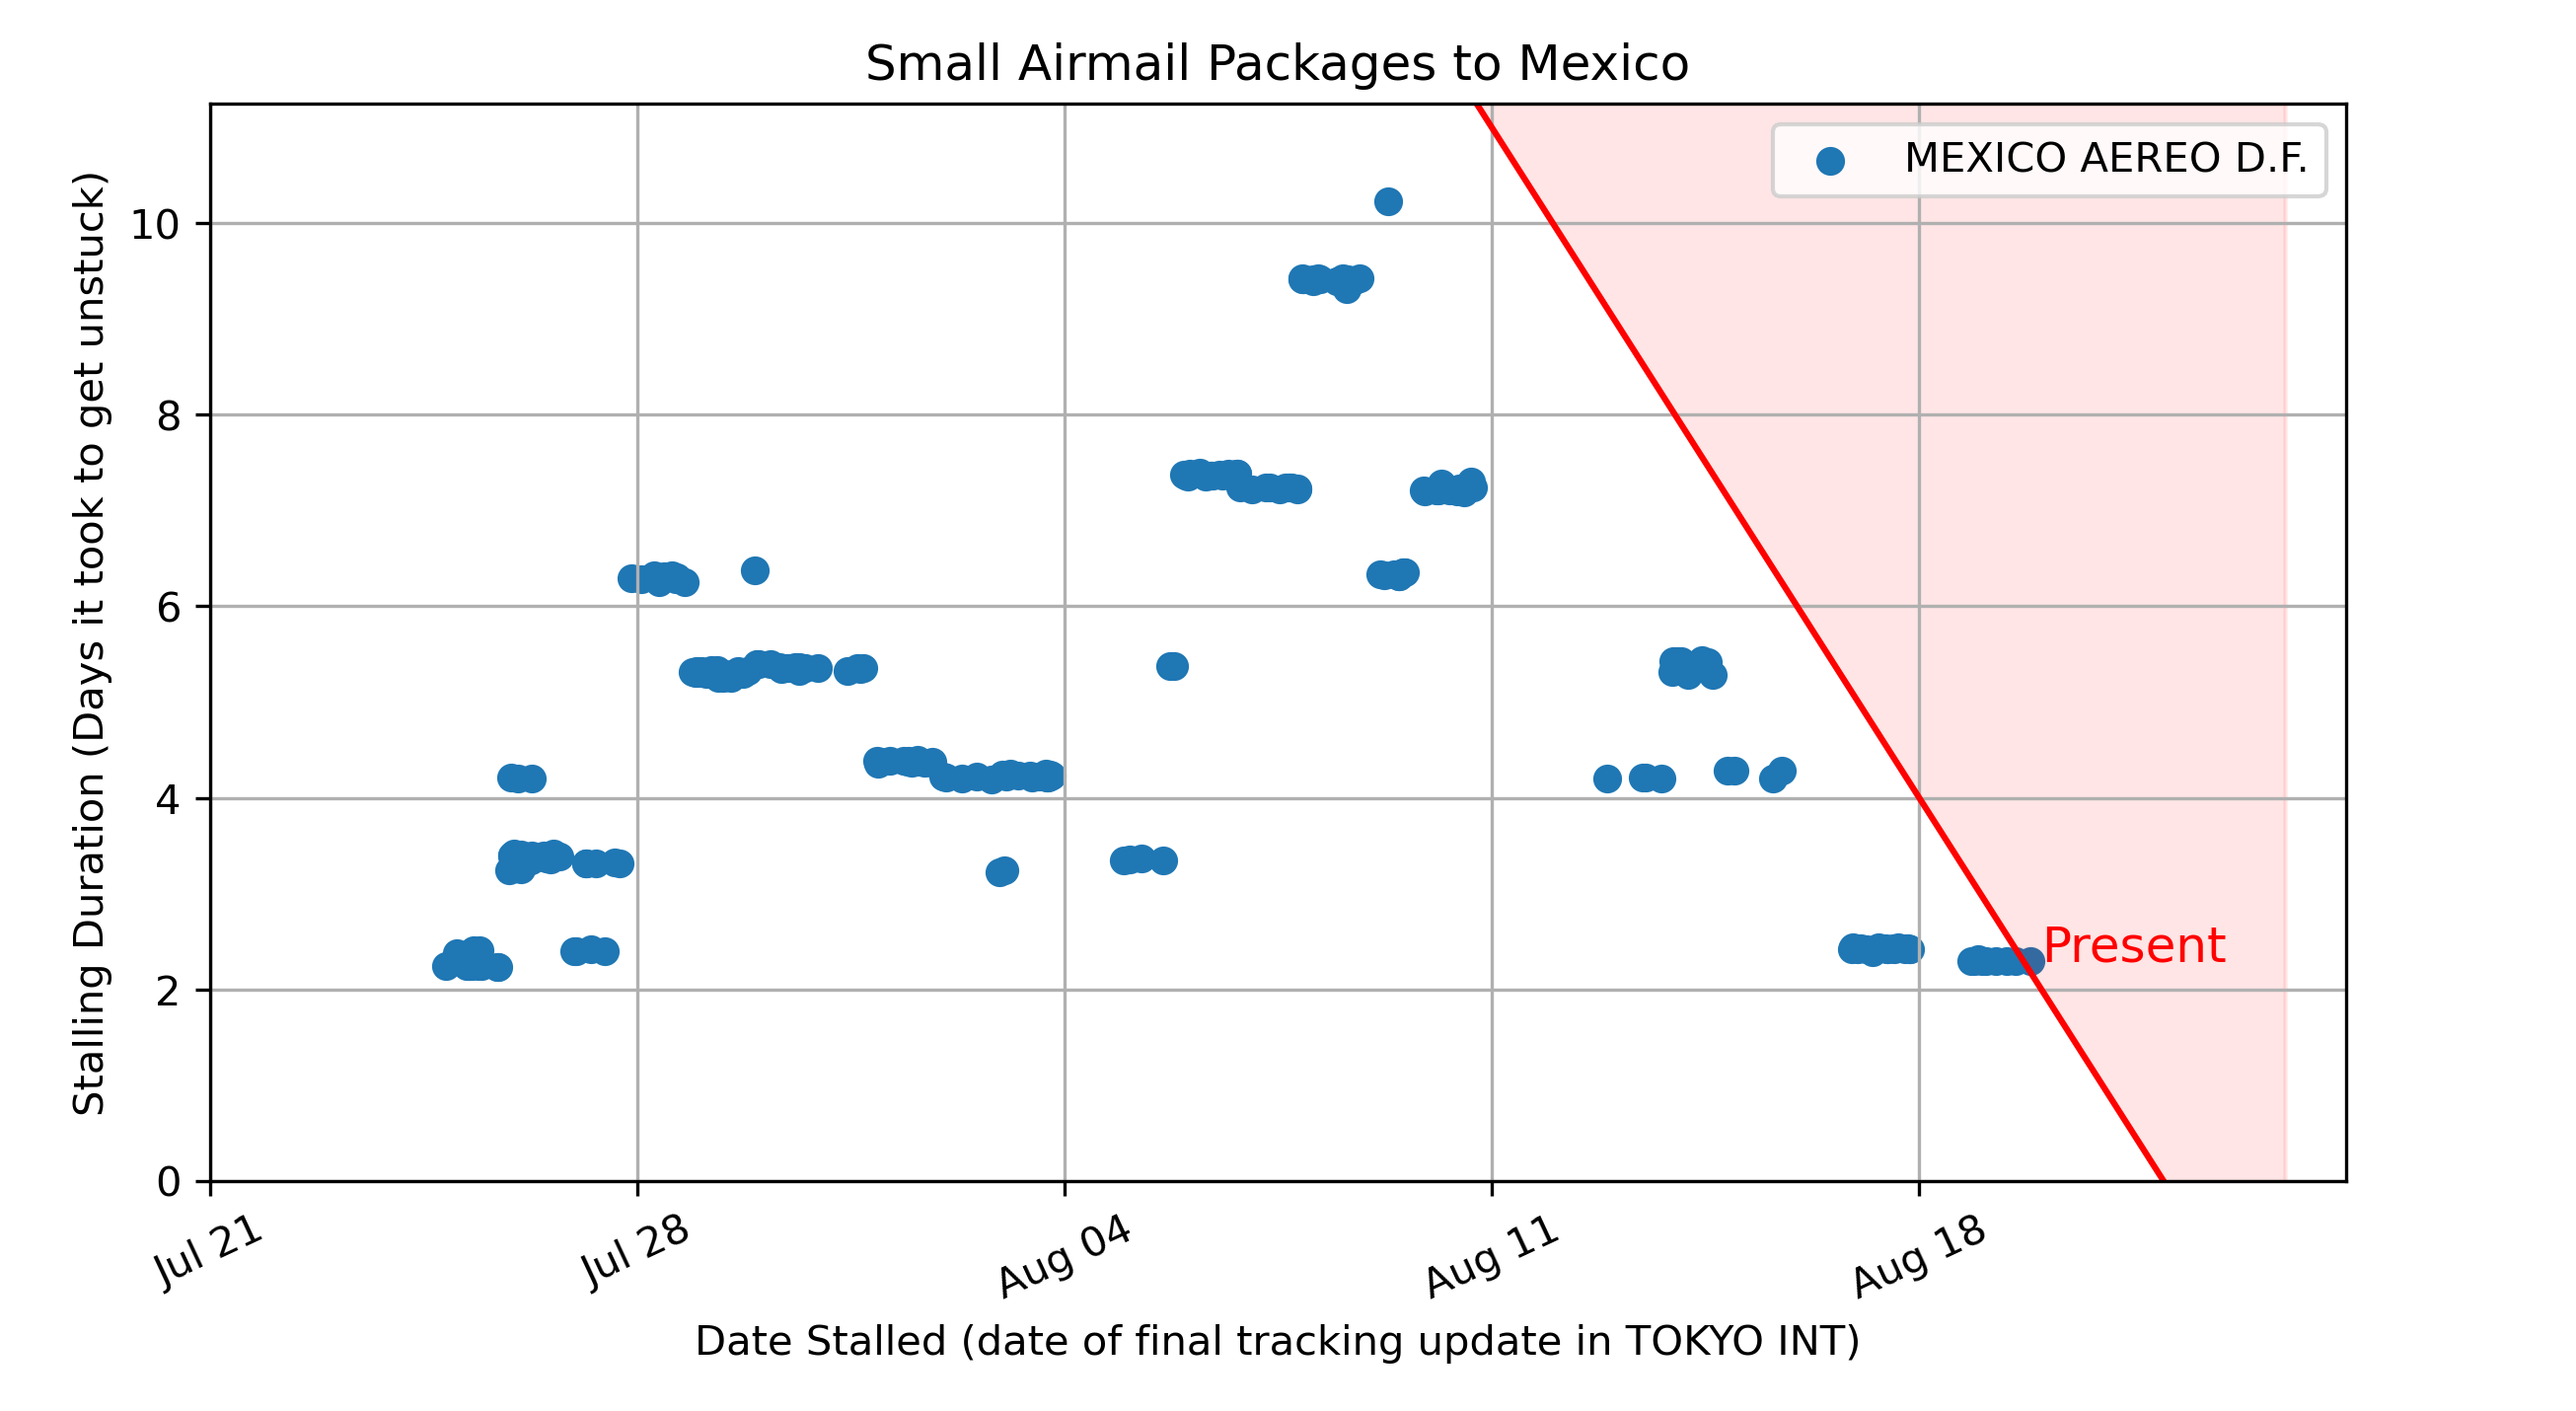 Small Airmail Packages to Mexico
MEXICO AEREO D.F.
Stalling Duration (Days it took to get unstuck)
10
8
6
4
2
0
Present
Jul 21
Jul 28
Aug 04
Aug 11
Aug 18
Date Stalled (date of final tracking update in TOKYO INT)